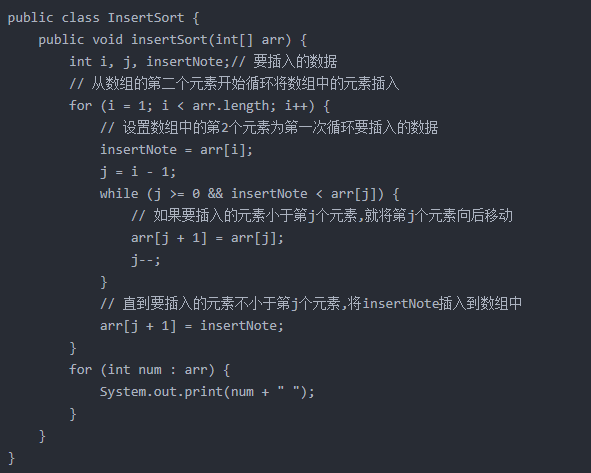 public class InsertSort {
    public void insertSort(int[] arr) {
        int i, j, insertNote;// 要插入的数据
        // 从数组的第二个元素开始循环将数组中的元素插入
        for (i = 1; i < arr.length; i++) {
            // 设置数组中的第2个元素为第一次循环要插入的数据
            insertNote = arr[i];
            j = i - 1;
            while (j >= 0 && insertNote < arr[j]) {
                // 如果要插入的元素小于第j个元素,就将第j个元素向后移动
                arr[j + 1] = arr[j];
                j--;
            }
            // 直到要插入的元素不小于第j个元素,将insertNote插入到数组中
            arr[j + 1] = insertNote;
        }
        for (int num : arr) {
            System.out.print(num + " ");
        }
    }
}